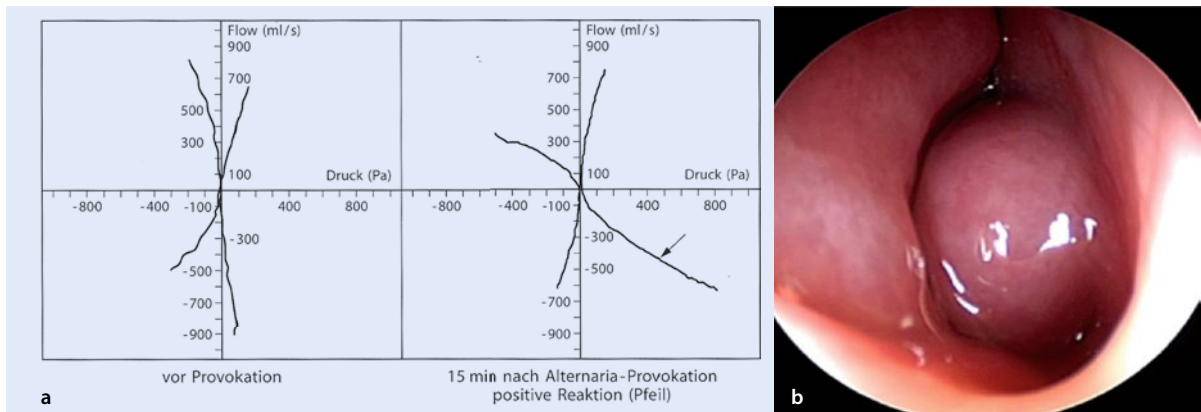 Flow (ml/s)
900
700
500
300
100
Druck (Pa)
-800 -400 -100 400 800
-300
-500
-700
-900
vor Provokation
Flow (ml/s)
900
700
500
300
100
Druck (Pa)
-800 -400 -100 400 800
-300
-500
-700
-900
15 min nach Alternaria-Provokation
positive Reaktion (Pfeil)
a
b